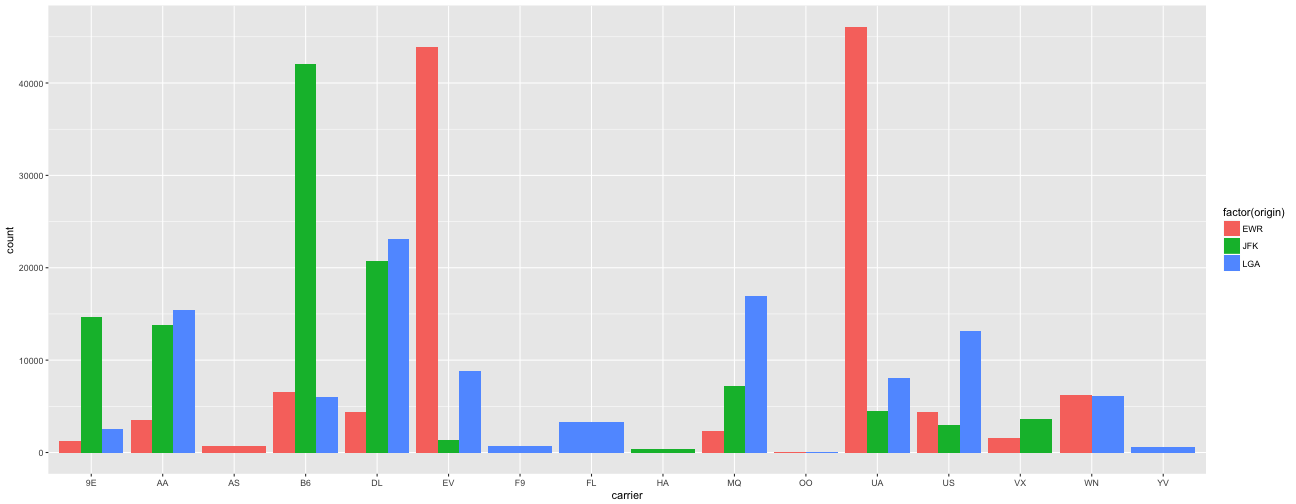 count
40000
30000
20000
10000
0
9E AA AS B6 DL EV F9 FL HA MQ OO UA US VX WN YV
carrier
factor(origin)
EWR
JFK
LGA